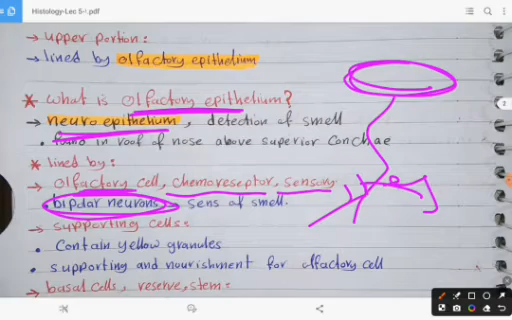 Histology-Lec 5-.pdf
→ upper portion:
→ lined by olfactory epithelium
* What is olfactory epithelium?
→ neuro epithelium, detection of smell
• found in roof of nose above superior Conchae
* lined by:
→ olfactory cell, chemoreseptor, sensory
• bipolar neurons → sens of smell.
→ supporting cells:
• Contain yellow granules
• supporting and nourishment for olfactory cell
→ basal cells, reserve, stem:
2